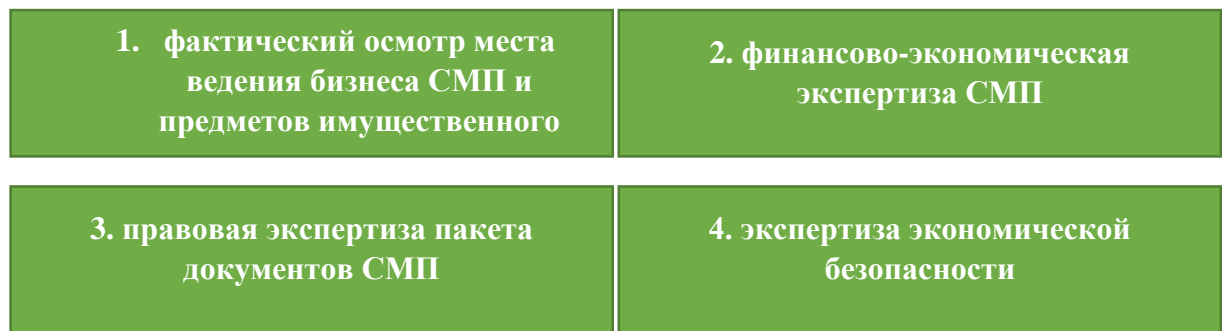 1. фактический осмотр места
ведения бизнеса СМП и
предметов имущественного
2. финансово-экономическая
экспертиза СМП
3. правовая экспертиза пакета
документов СМП
4. экспертиза экономической
безопасности